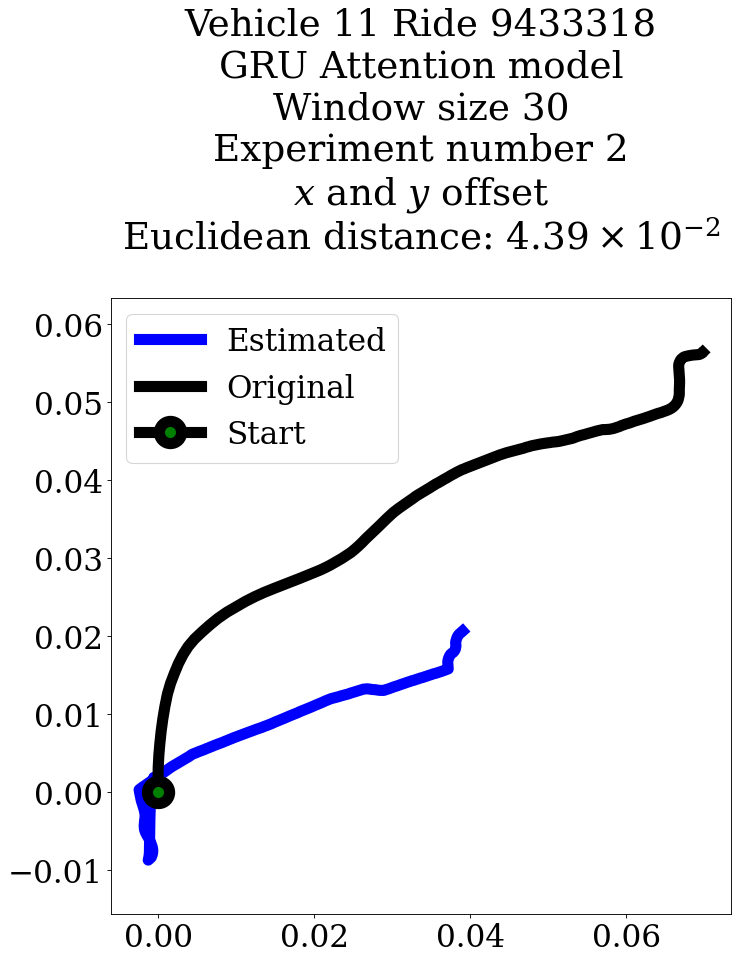 Vehicle 11 Ride 9433318
GRU Attention model
Window size 30
Experiment number 2
x and y offset
Euclidean distance: 4.39 × 10⁻²
Estimated
Original
Start
0.06
0.05
0.04
0.03
0.02
0.01
0.00
−0.01
0.00 0.02 0.04 0.06